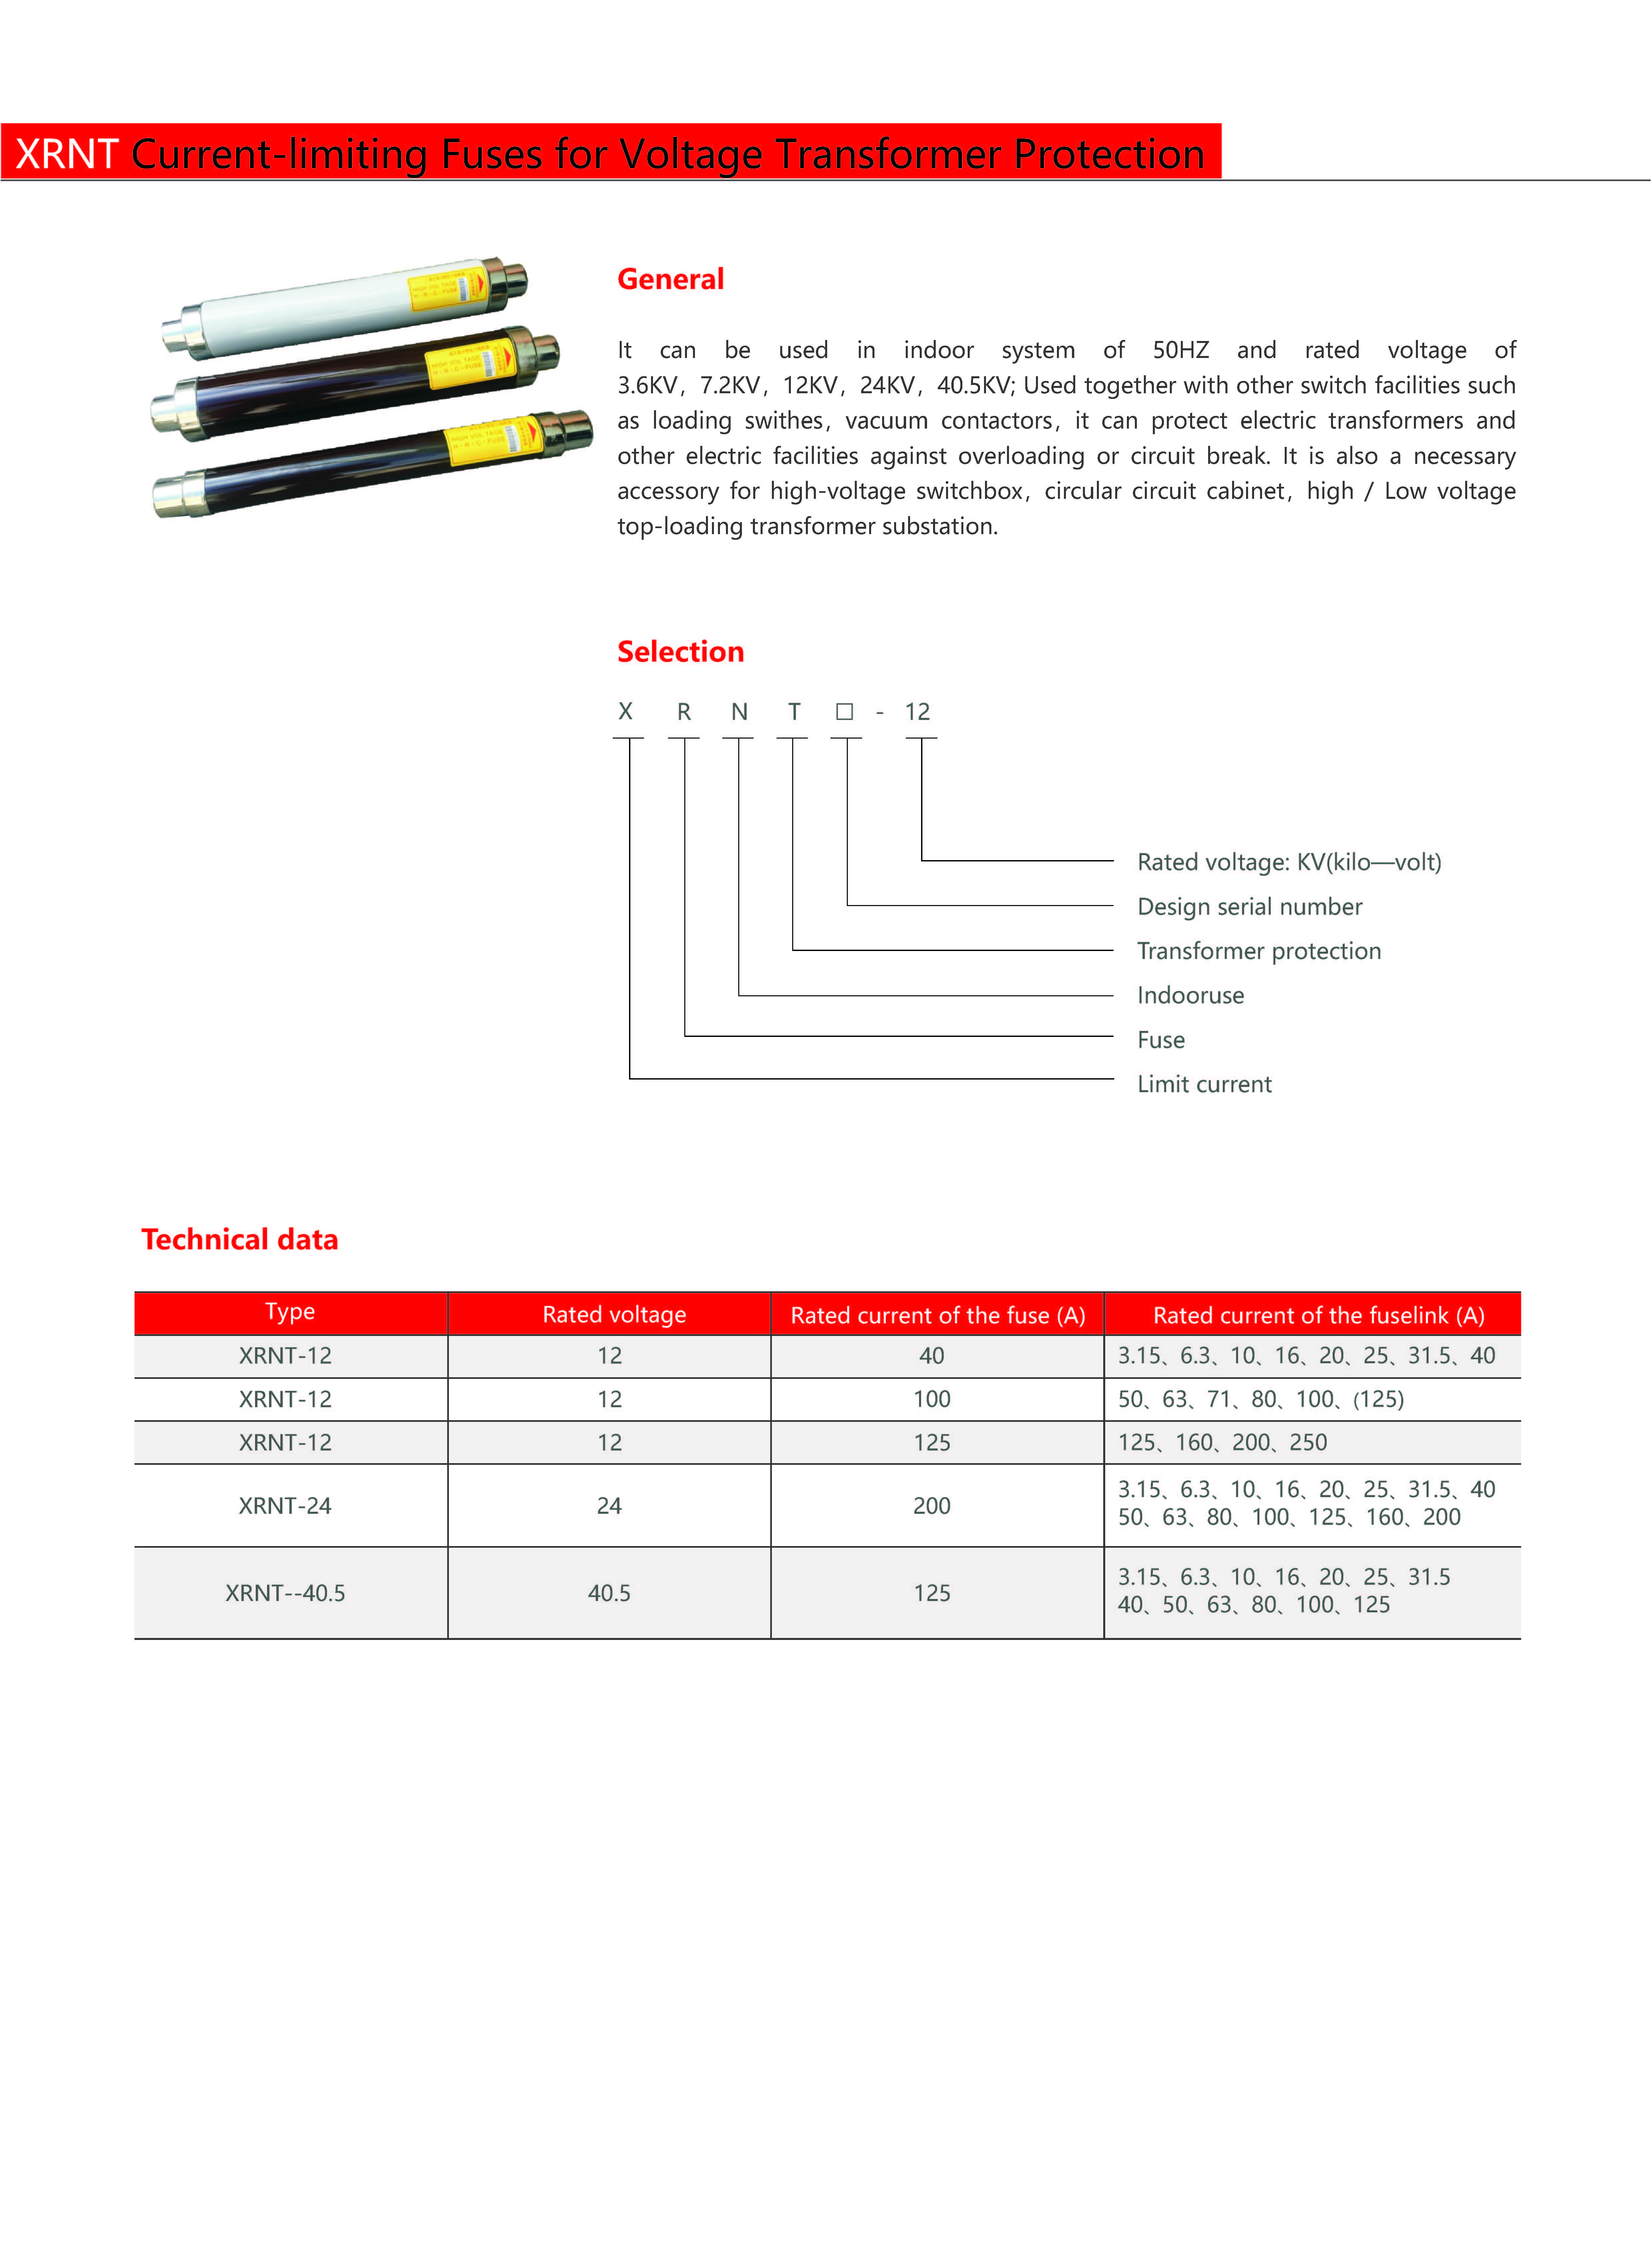 XRNT Current-limiting Fuses for Voltage Transformer Protection
General
It can be used in indoor system of 50HZ and rated voltage of
3.6KV, 7.2KV, 12KV, 24KV, 40.5KV; Used together with other switch facilities such
as loading swithes, vacuum contactors, it can protect electric transformers and
other electric facilities against overloading or circuit break. It is also a necessary
accessory for high-voltage switchbox, circular circuit cabinet, high / Low voltage
top-loading transformer substation.
Selection
X R N T □ - 12
Rated voltage: KV(kilo—volt)
Design serial number
Transformer protection
Indooruse
Fuse
Limit current
Technical data
Type Rated voltage Rated current of the fuse (A) Rated current of the fuselink (A)
XRNT-12 12 40 3.15、6.3、10、16、20、25、31.5、40
XRNT-12 12 100 50、63、71、80、100、(125)
XRNT-12 12 125 125、160、200、250
XRNT-24 24 200 3.15、6.3、10、16、20、25、31.5、40
50、63、80、100、125、160、200
XRNT--40.5 40.5 125 3.15、6.3、10、16、20、25、31.5
40、50、63、80、100、125